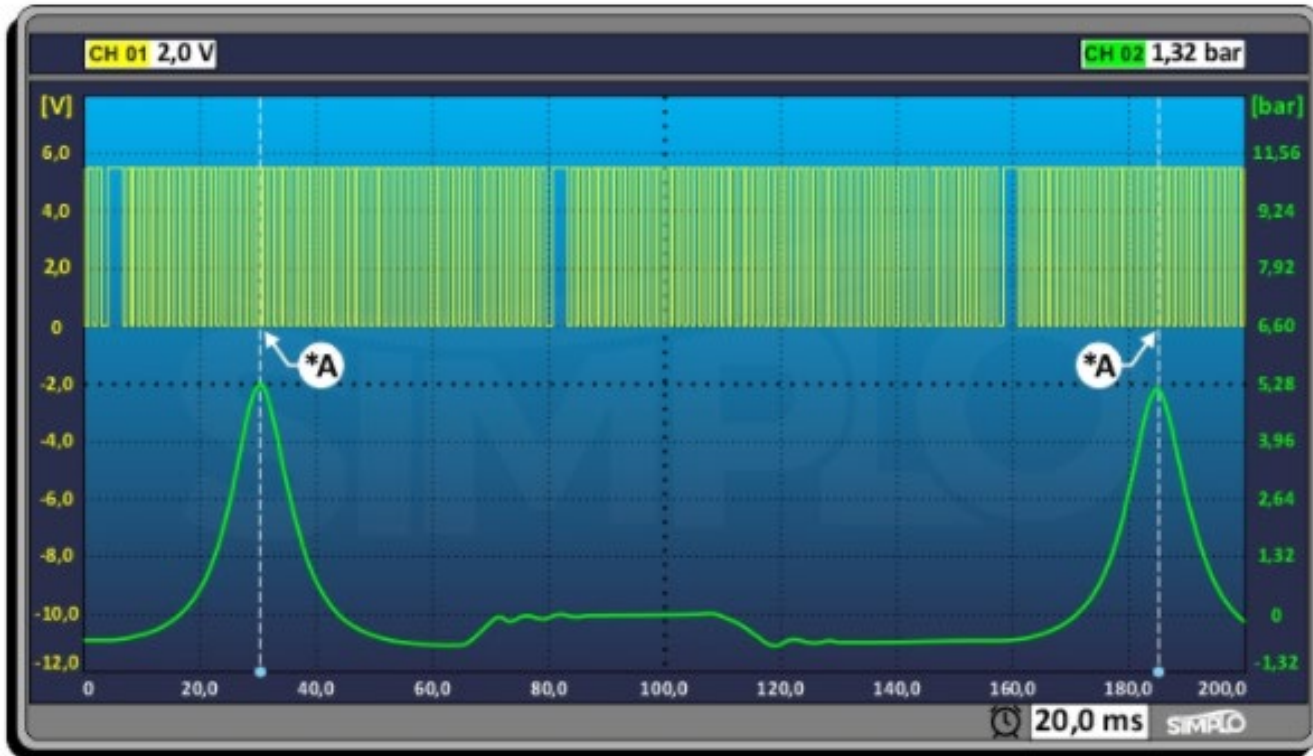 CH 01 2,0 V CH 02 1,32 bar
[V] [bar]
6,0 11,56
4,0 9,24
2,0 7,92
0 6,60
*A *A
-2,0 5,28
-4,0 3,96
-6,0 2,64
-8,0 1,32
-10,0 0
-12,0 -1,32
0 20,0 40,0 60,0 80,0 100,0 120,0 140,0 160,0 180,0 200,0
SIMPLO
20,0 ms SIMPLO